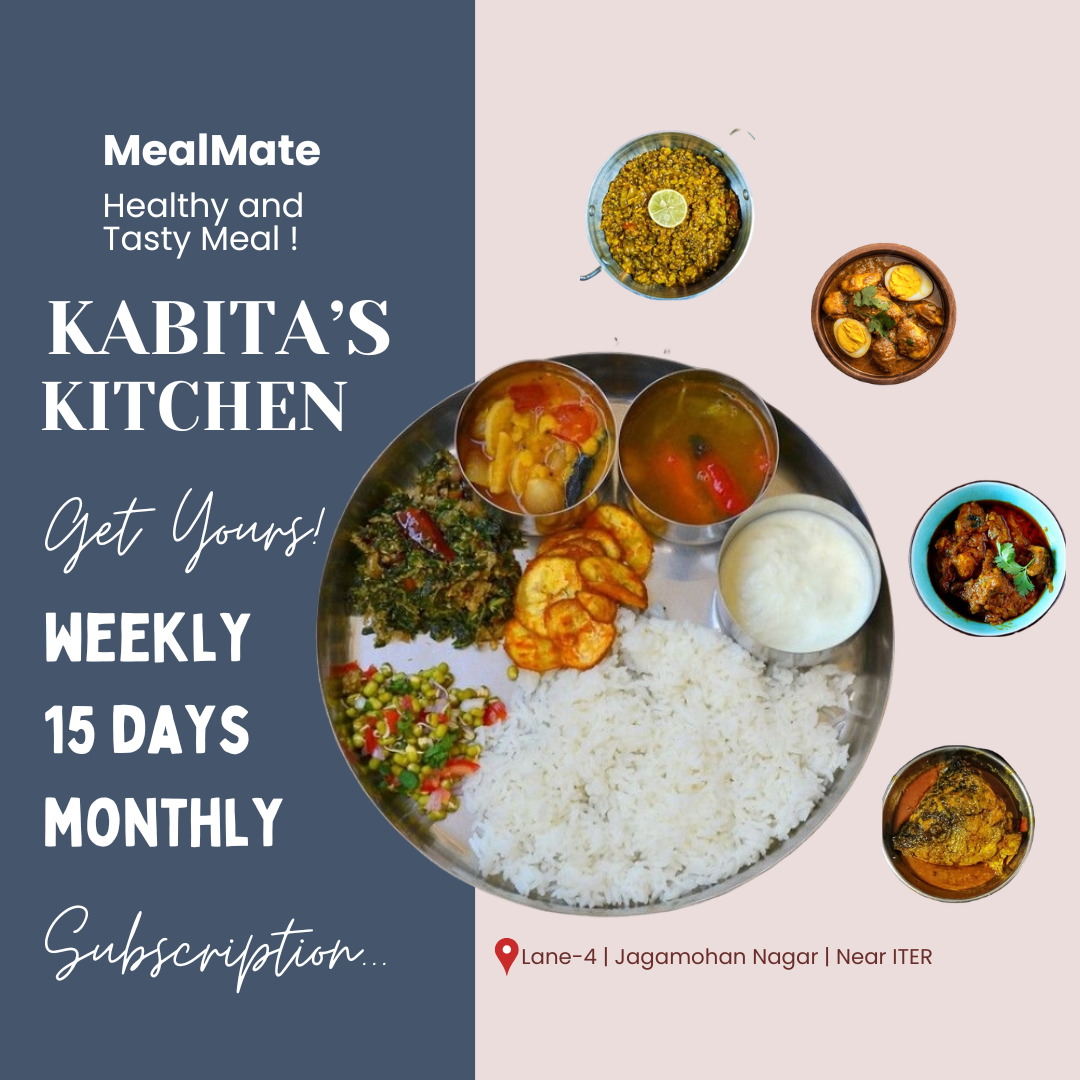 MealMate
Healthy and
Tasty Meal !
KABITA’S
KITCHEN
Get Yours!
WEEKLY
15 DAYS
MONTHLY
Subscription...
Lane-4 | Jagamohan Nagar | Near ITER